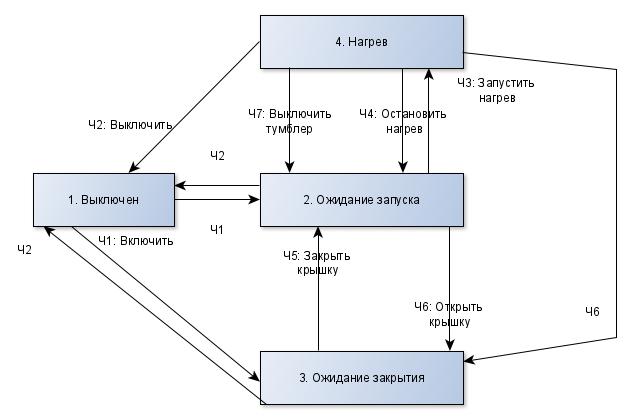 4. Нагрев
Ч3: Запустить
нагрев
Ч7: Выключить
тумблер
Ч4: Остановить
нагрев
Ч2: Выключить
Ч2
1. Выключен
2. Ожидание запуска
Ч1
Ч1: Включить
Ч2
Ч5: Закрыть
крышку
Ч6: Открыть
крышку
Ч6
3. Ожидание закрытия